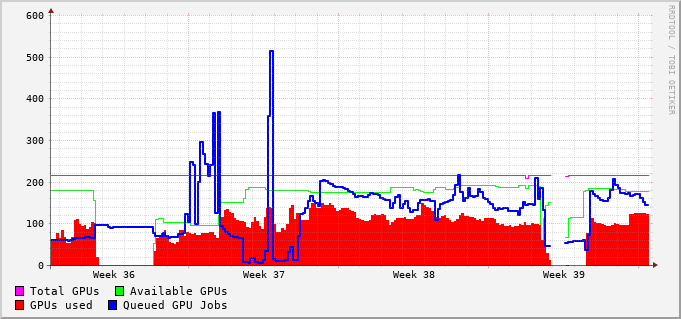 600
500
400
300
200
100
0
Week 36 Week 37 Week 38 Week 39
Total GPUs Available GPUs
GPUs used Queued GPU Jobs
RRDTOOL / TOBI OETIKER